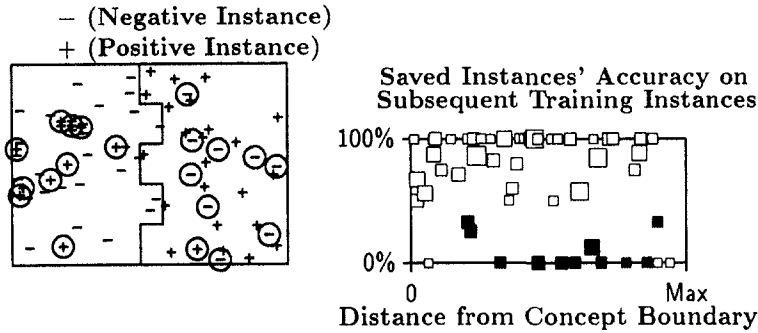 − (Negative Instance)
+ (Positive Instance)
Saved Instances' Accuracy on
Subsequent Training Instances
100%
0%
0 Max
Distance from Concept Boundary